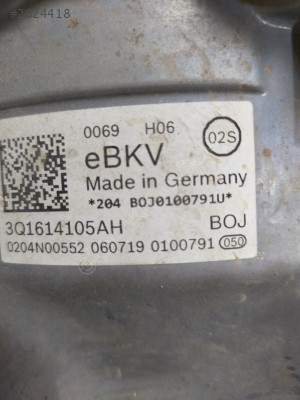 0069 H06 02S
eBKV
Made in Germany
*204 BOJ0100791U*
3Q1614105AH BOJ
0204N00552 060719 0100791 050